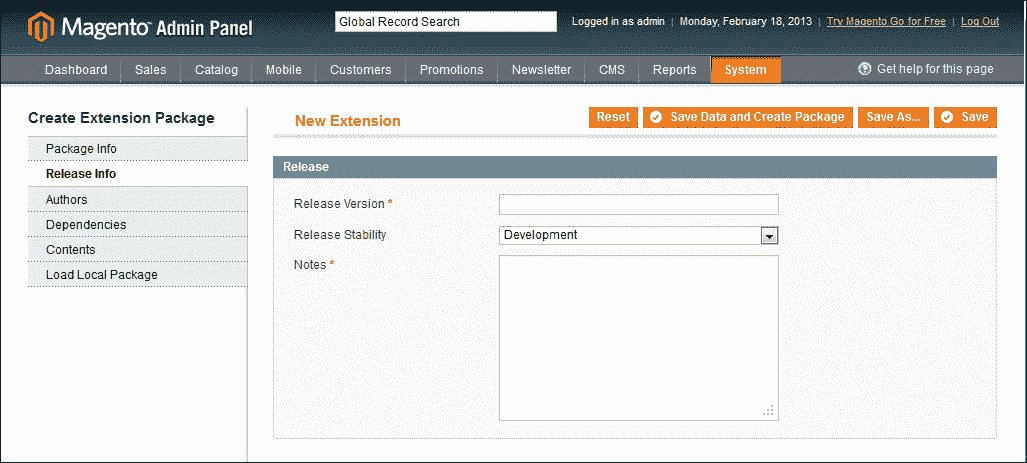 Magento™ Admin Panel
Global Record Search
Logged in as admin | Monday, February 18, 2013 | Try Magento Go for Free | Log Out
Dashboard Sales Catalog Mobile Customers Promotions Newsletter CMS Reports System Get help for this page
Create Extension Package
Package Info
Release Info
Authors
Dependencies
Contents
Load Local Package
New Extension
Reset Save Data and Create Package Save As... Save
Release
Release Version *
Release Stability Development
Notes *